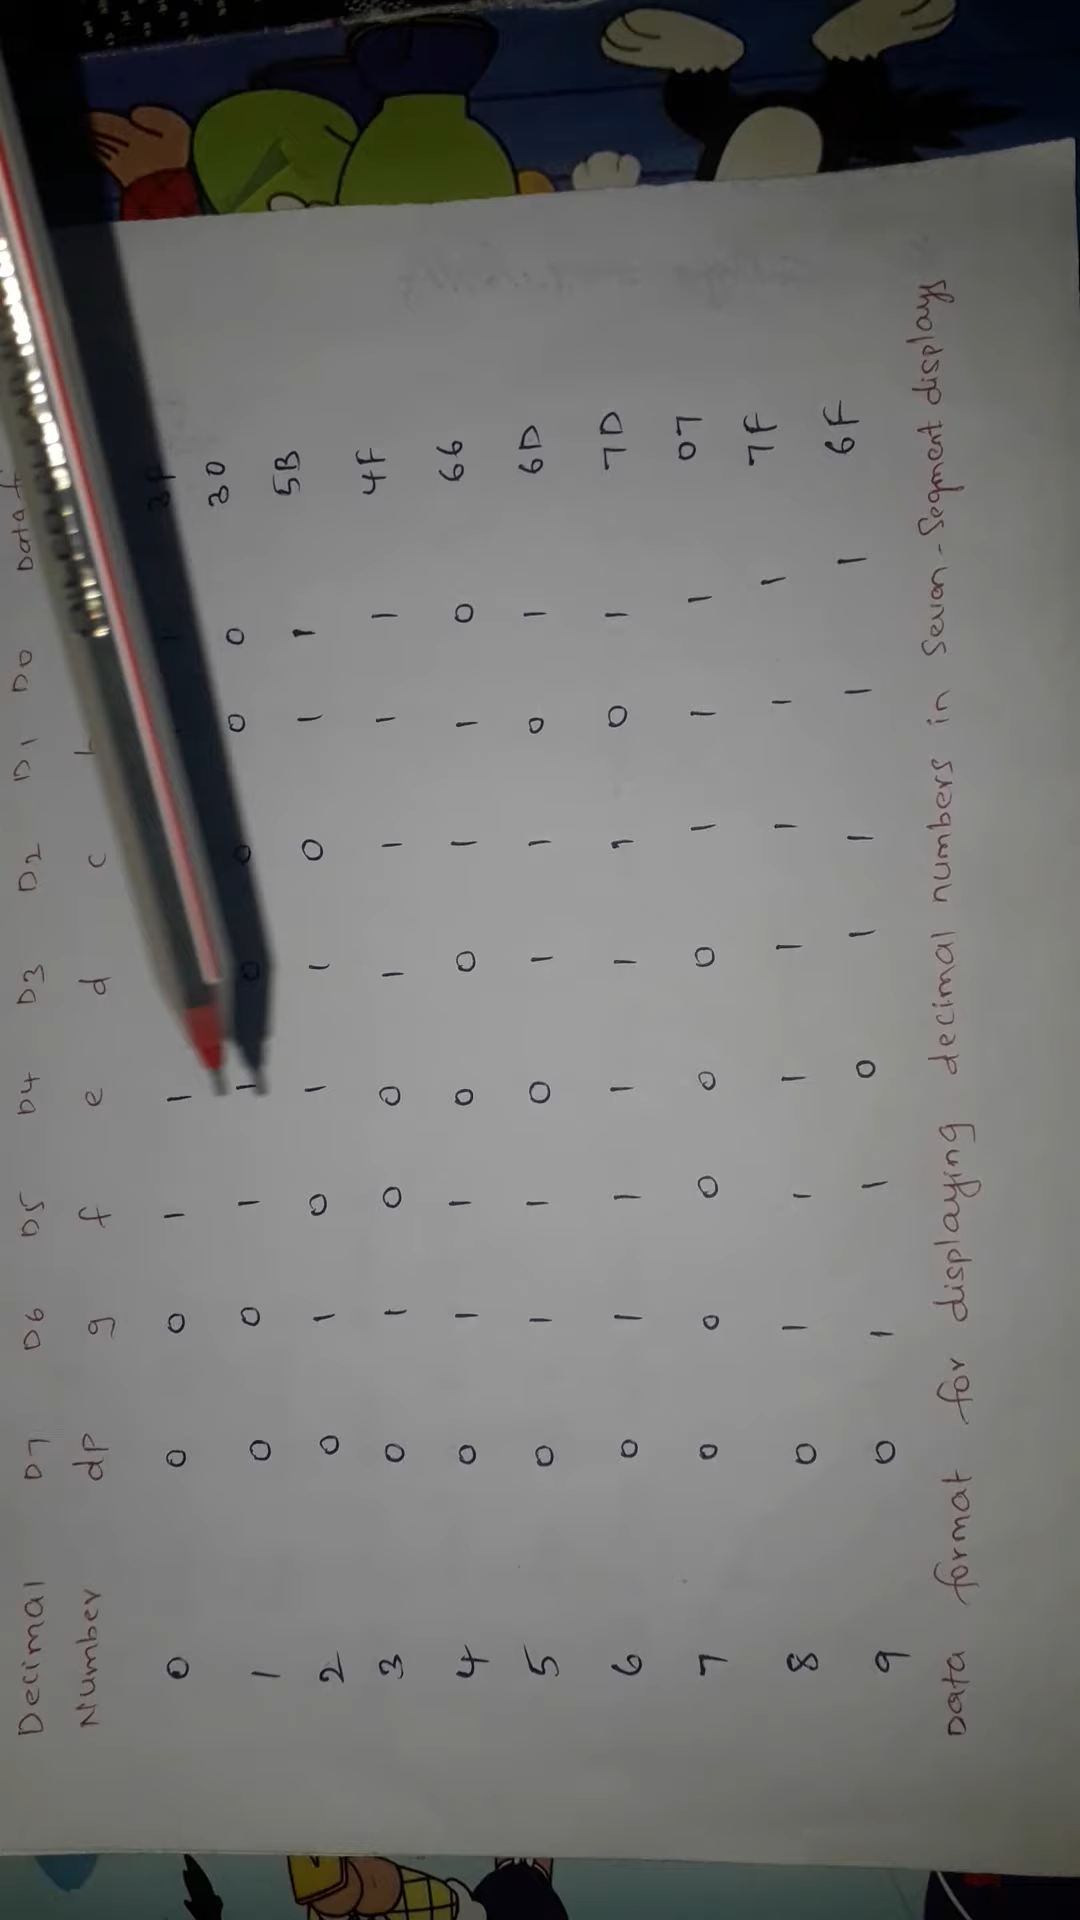 Decimal D7 D6 D5 D4 D3 D2 D1 D0 Data
Number dp g f e d c
0 0 0 1 1 3F
1 0 0 1 1 0 0 0 0 30
2 0 1 0 1 1 0 1 1 5B
3 0 1 0 0 1 1 1 1 4F
4 0 1 1 0 0 1 1 0 66
5 0 1 1 0 1 1 0 1 6D
6 0 1 1 1 1 1 0 1 7D
7 0 0 0 0 0 1 1 1 07
8 0 1 1 1 1 1 1 1 7F
9 0 1 1 0 1 1 1 1 6F
Data format for displaying decimal numbers in seven-segment displays